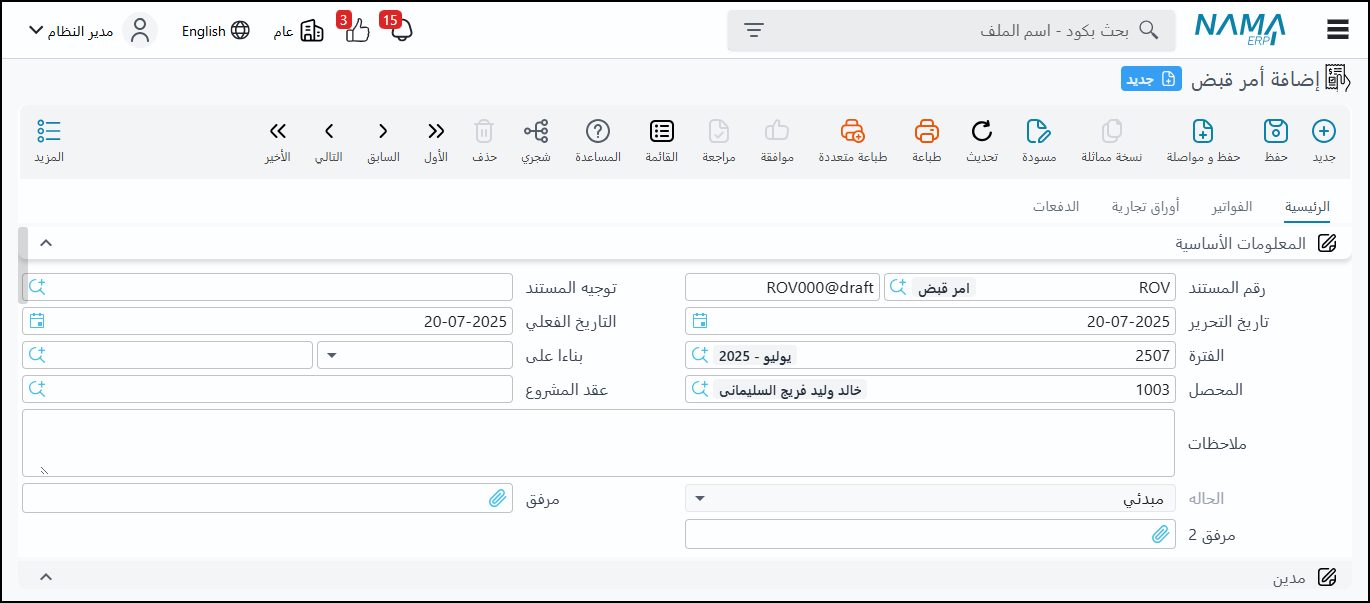 NAMA ERP
بحث بكود - اسم الملف
15
3
عام
English
مدير النظام
إضافة أمر قبض
جديد
جديد
حفظ
حفظ و مواصلة
نسخة مماثلة
مسودة
تحديث
طباعة
طباعة متعددة
موافقة
مراجعة
القائمة
المساعدة
شجري
حذف
الأول
السابق
التالي
الأخير
المزيد
الرئيسية
الفواتير
أوراق تجارية
الدفعات
المعلومات الأساسية
رقم المستند ROV امر قبض ROV000@draft
توجيه المستند
تاريخ التحرير 20-07-2025
التاريخ الفعلي 20-07-2025
الفترة 2507 يوليو - 2025
بناءا على
المحصل 1003 خالد وليد فريج السليمانى
عقد المشروع
ملاحظات
الحاله مبدئي
مرفق
مرفق 2
مدين